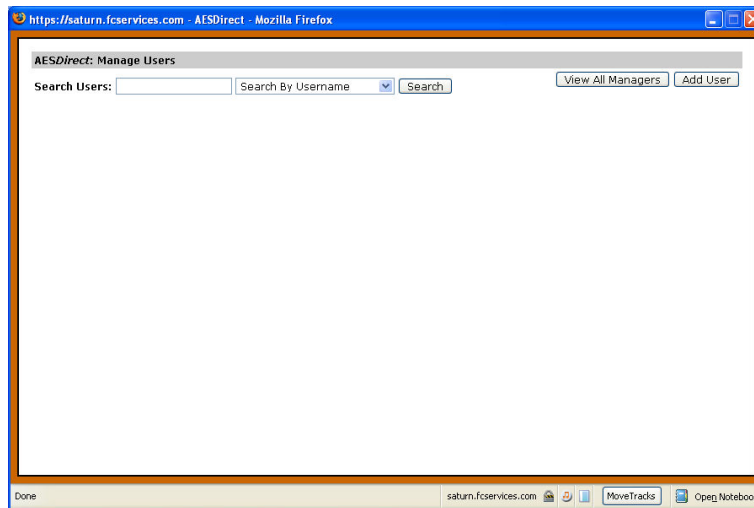 https://saturn.fcservices.com - AESDirect - Mozilla Firefox
AESDirect: Manage Users
Search Users: Search By Username Search View All Managers Add User
Done saturn.fcservices.com MoveTracks Open Noteboo